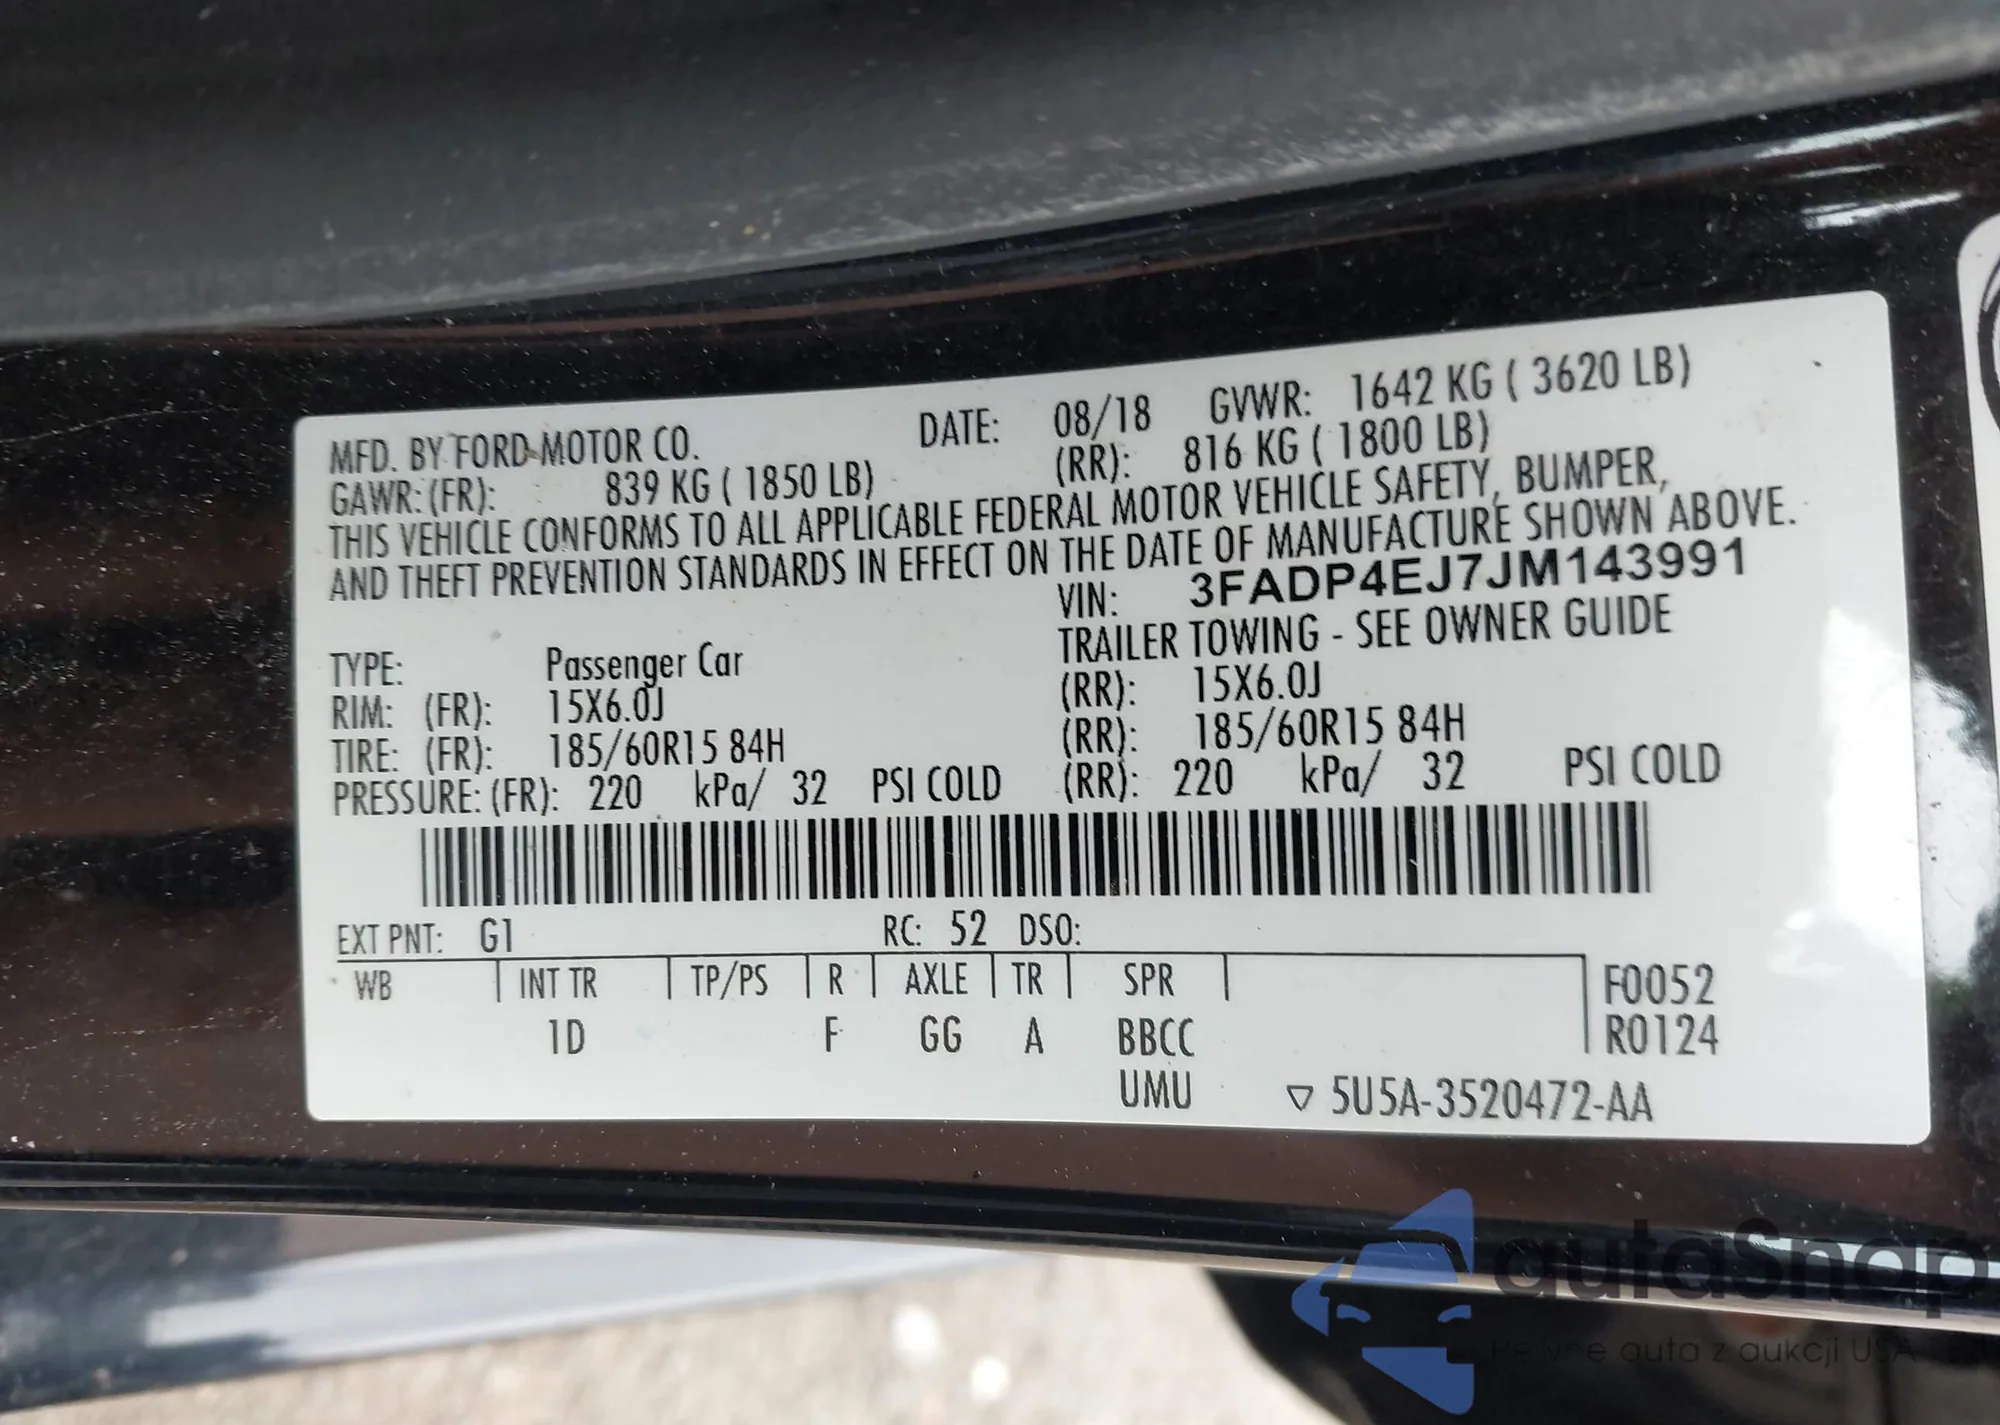 MFD. BY FORD MOTOR CO. DATE: 08/18 GVWR: 1642 KG ( 3620 LB)
GAWR: (FR): 839 KG ( 1850 LB) (RR): 816 KG ( 1800 LB)
THIS VEHICLE CONFORMS TO ALL APPLICABLE FEDERAL MOTOR VEHICLE SAFETY, BUMPER,
AND THEFT PREVENTION STANDARDS IN EFFECT ON THE DATE OF MANUFACTURE SHOWN ABOVE.
VIN: 3FADP4EJ7JM143991
TYPE: Passenger Car TRAILER TOWING - SEE OWNER GUIDE
RIM: (FR): 15X6.0J (RR): 15X6.0J
TIRE: (FR): 185/60R15 84H (RR): 185/60R15 84H
PRESSURE: (FR): 220 kPa/ 32 PSI COLD (RR): 220 kPa/ 32 PSI COLD
EXT PNT: G1 RC: 52 DSO:
WB INT TR TP/PS R AXLE TR SPR F0052
1D F GG A BBCC R0124
UMU ▽ 5U5A-3520472-AA
autaSnap
Pewne auta z aukcji USA